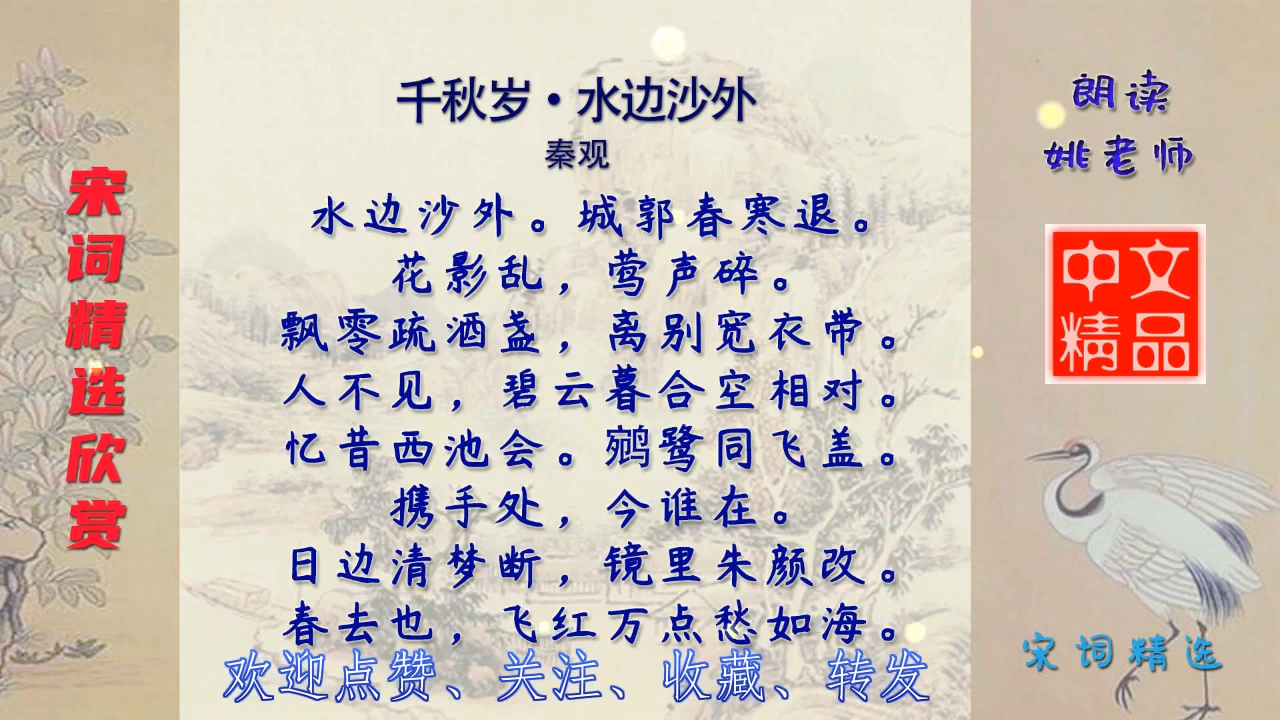 千秋岁·水边沙外
秦观
水边沙外。城郭春寒退。
花影乱，莺声碎。
飘零疏酒盏，离别宽衣带。
人不见，碧云暮合空相对。
忆昔西池会。鹓鹭同飞盖。
携手处，今谁在。
日边清梦断，镜里朱颜改。
春去也，飞红万点愁如海。
欢迎点赞、关注、收藏、转发
宋词精选欣赏
朗读
姚老师
中文
精品
宋词精选